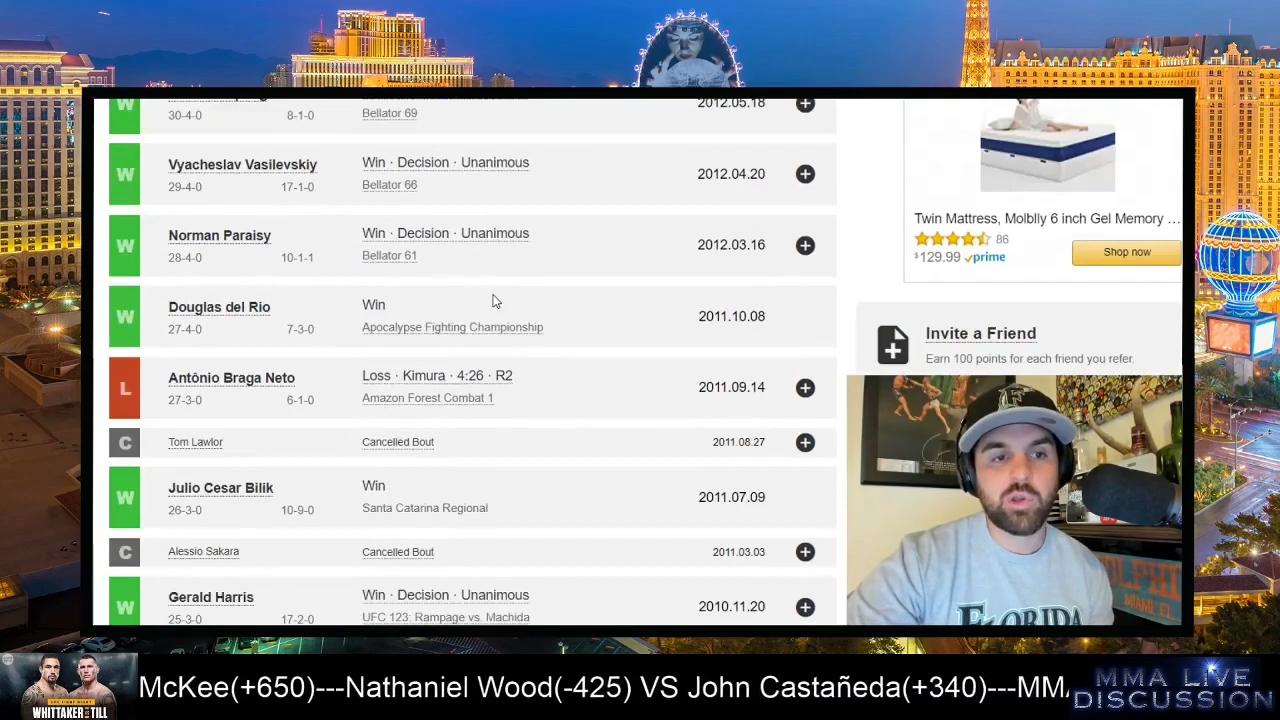 30-4-0 8-1-0 Bellator 69 2012.05.18
Vyacheslav Vasilevskiy Win · Decision · Unanimous
29-4-0 17-1-0 Bellator 66 2012.04.20
Norman Paraisy Win · Decision · Unanimous
28-4-0 10-1-1 Bellator 61 2012.03.16
Douglas del Rio Win
27-4-0 7-3-0 Apocalypse Fighting Championship 2011.10.08
Antônio Braga Neto Loss · Kimura · 4:26 · R2
27-3-0 6-1-0 Amazon Forest Combat 1 2011.09.14
Tom Lawlor Cancelled Bout 2011.08.27
Julio Cesar Bilik Win
26-3-0 10-9-0 Santa Catarina Regional 2011.07.09
Alessio Sakara Cancelled Bout 2011.03.03
Gerald Harris Win · Decision · Unanimous
25-3-0 17-2-0 UFC 123: Rampage vs. Machida 2010.11.20
W
W
W
W
L
C
W
C
W
Twin Mattress, Molblly 6 inch Gel Memory ...
86
$129.99 prime
Shop now
Invite a Friend
Earn 100 points for each friend you refer.
FLORIDA
DOLPHI
MIAMI, FL
WHITTAKER TILL
McKee(+650)---Nathaniel Wood(-425) VS John Castañeda(+340)---MMA
MMA LIVE
DISCUSSION